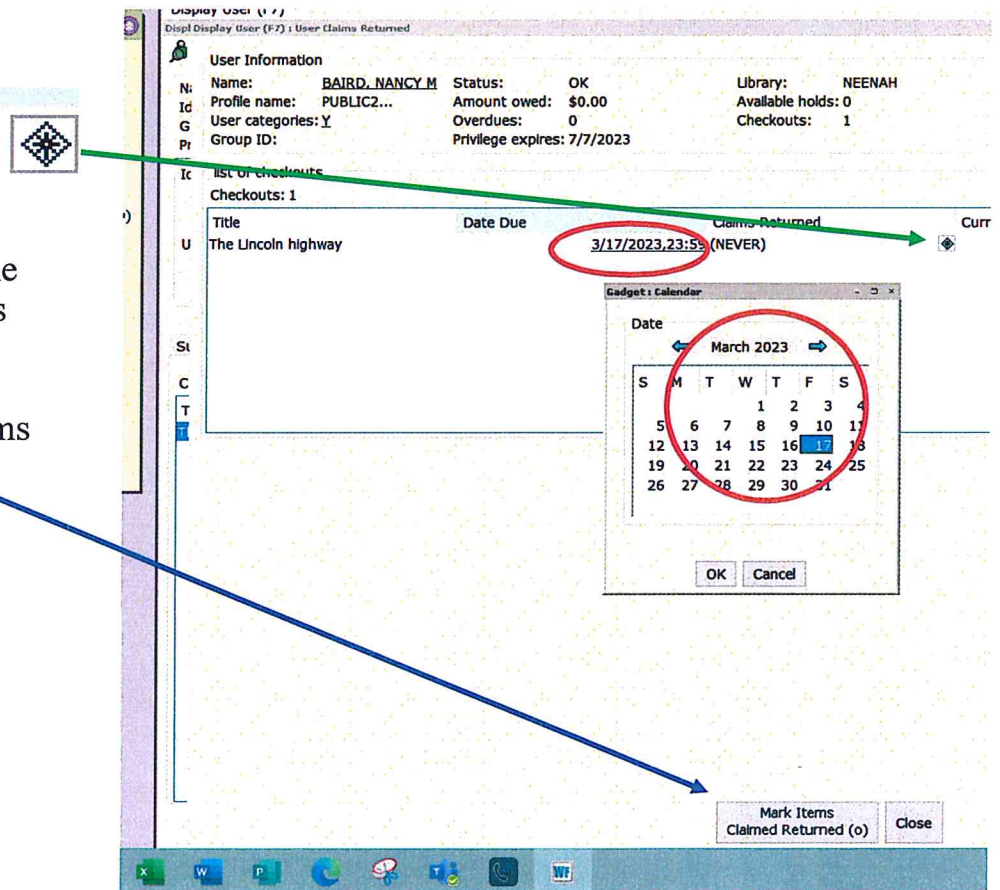 Display User (F7)
Displ Display User (F7) : User Claims Returned
User Information
Name: BAIRD, NANCY M Status: OK Library: NEENAH
Profile name: PUBLIC2... Amount owed: $0.00 Available holds: 0
User categories: Y Overdues: 0 Checkouts: 1
Group ID: Privilege expires: 7/7/2023
list of checkouts
Checkouts: 1
Title Date Due Claims Returned Curr
The Lincoln highway 3/17/2023,23:59 (NEVER)
Gadget : Calendar
Date
March 2023
S M T W T F S
1 2 3 4
5 6 7 8 9 10 11
12 13 14 15 16 17 18
19 20 21 22 23 24 25
26 27 28 29 30 31
OK Cancel
Mark Items
Claimed Returned (o) Close